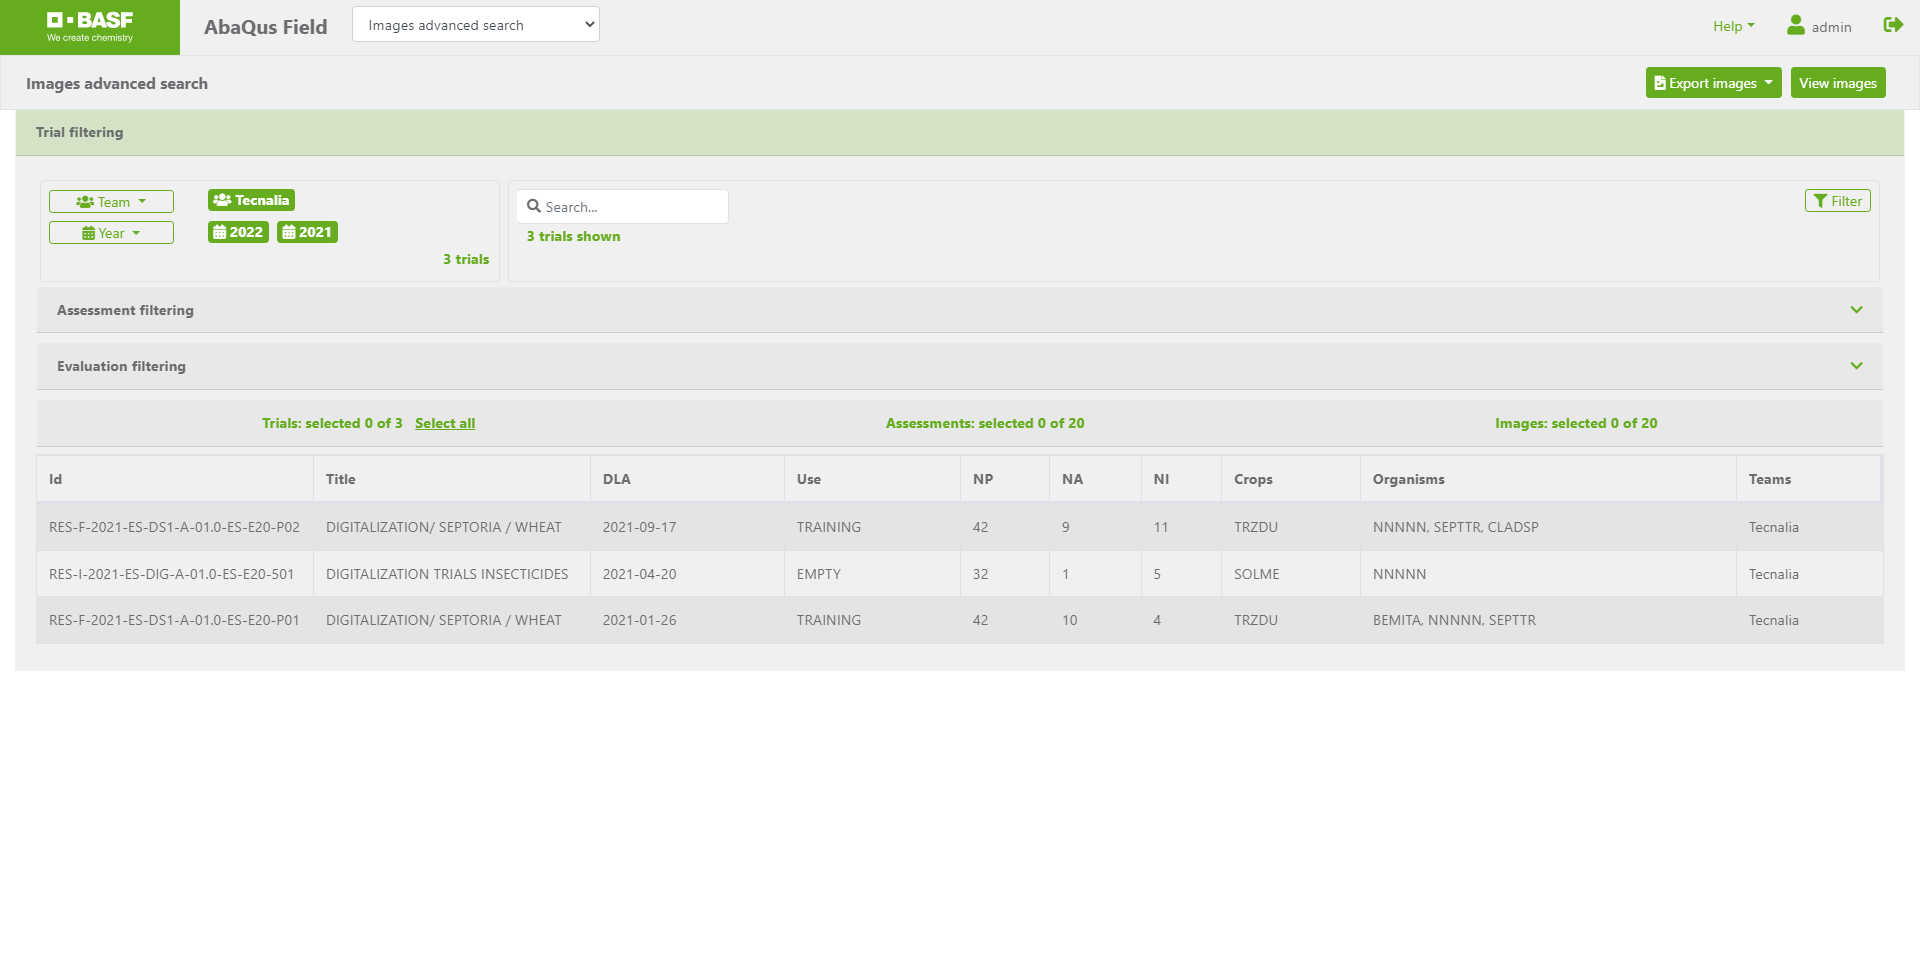 BASF
We create chemistry
AbaQus Field
Images advanced search
Help
admin
Images advanced search
Export images
View images
Trial filtering
Team
Tecnalia
Year
2022 2021
3 trials
Search...
3 trials shown
Filter
Assessment filtering
Evaluation filtering
Trials: selected 0 of 3 Select all Assessments: selected 0 of 20 Images: selected 0 of 20
Id Title DLA Use NP NA NI Crops Organisms Teams
RES-F-2021-ES-DS1-A-01.0-ES-E20-P02 DIGITALIZATION/ SEPTORIA / WHEAT 2021-09-17 TRAINING 42 9 11 TRZDU NNNNN, SEPTTR, CLADSP Tecnalia
RES-I-2021-ES-DIG-A-01.0-ES-E20-501 DIGITALIZATION TRIALS INSECTICIDES 2021-04-20 EMPTY 32 1 5 SOLME NNNNN Tecnalia
RES-F-2021-ES-DS1-A-01.0-ES-E20-P01 DIGITALIZATION/ SEPTORIA / WHEAT 2021-01-26 TRAINING 42 10 4 TRZDU BEMITA, NNNNN, SEPTTR Tecnalia